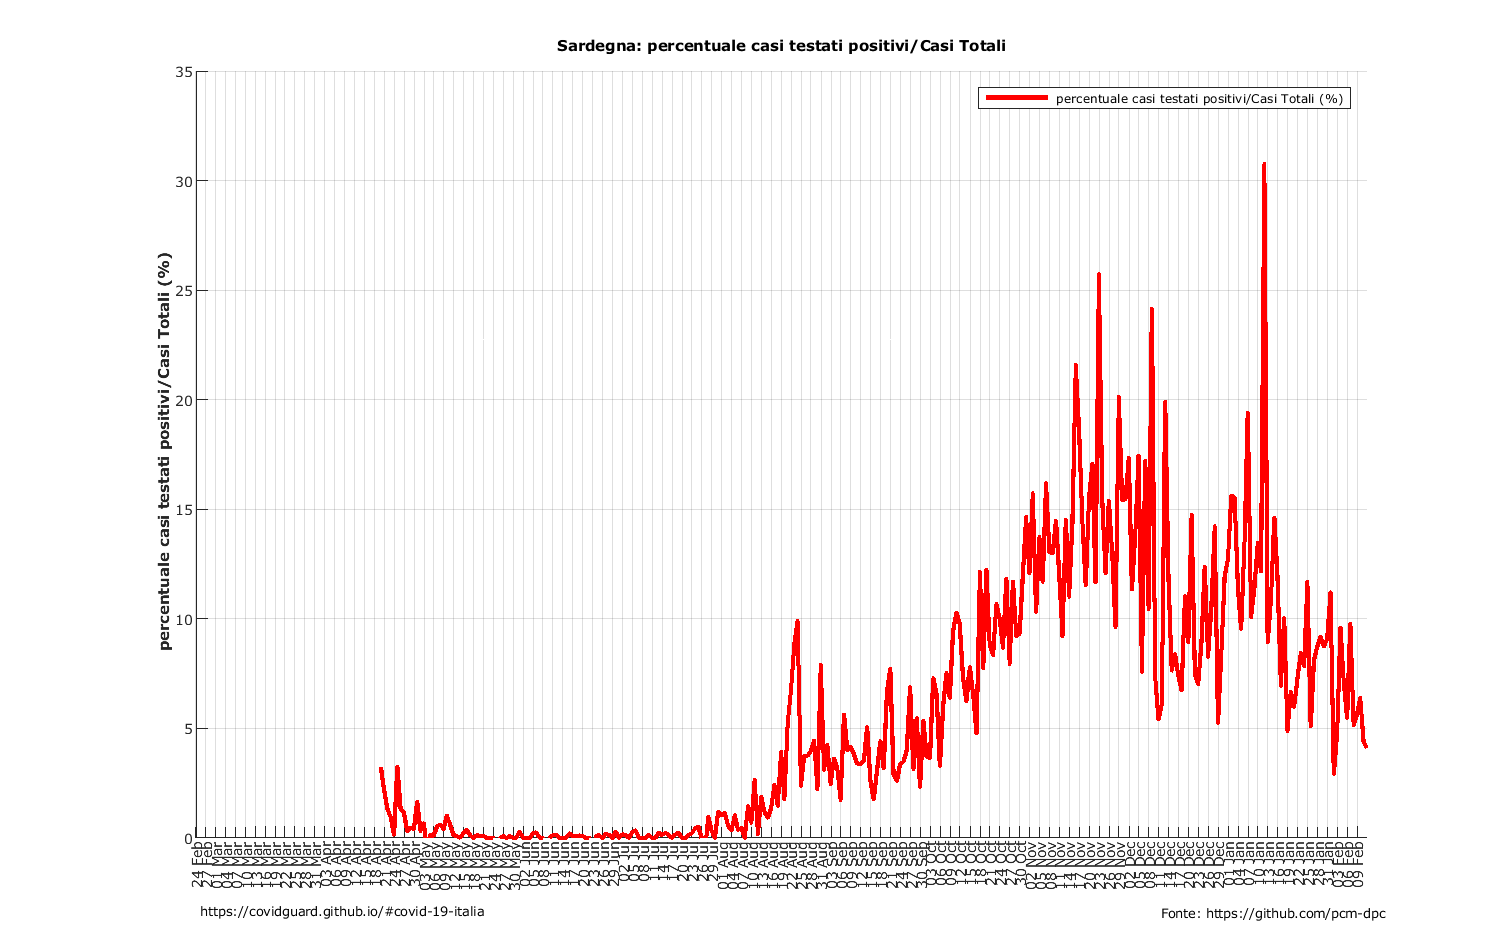 Sardegna: percentuale casi testati positivi/Casi Totali
percentuale casi testati positivi/Casi Totali (%)
percentuale casi testati positivi/Casi Totali (%)
35
30
25
20
15
10
5
0
24 Feb
27 Feb
01 Mar
04 Mar
07 Mar
10 Mar
13 Mar
16 Mar
19 Mar
22 Mar
25 Mar
28 Mar
31 Mar
03 Apr
06 Apr
09 Apr
12 Apr
15 Apr
18 Apr
21 Apr
24 Apr
27 Apr
30 Apr
03 May
06 May
09 May
12 May
15 May
18 May
21 May
24 May
27 May
30 May
02 Jun
05 Jun
08 Jun
11 Jun
14 Jun
17 Jun
20 Jun
23 Jun
26 Jun
29 Jun
02 Jul
05 Jul
08 Jul
11 Jul
14 Jul
17 Jul
20 Jul
23 Jul
26 Jul
29 Jul
01 Aug
04 Aug
07 Aug
10 Aug
13 Aug
16 Aug
19 Aug
22 Aug
25 Aug
28 Aug
31 Aug
03 Sep
06 Sep
09 Sep
12 Sep
15 Sep
18 Sep
21 Sep
24 Sep
27 Sep
30 Sep
03 Oct
06 Oct
09 Oct
12 Oct
15 Oct
18 Oct
21 Oct
24 Oct
27 Oct
30 Oct
02 Nov
05 Nov
08 Nov
11 Nov
14 Nov
17 Nov
20 Nov
23 Nov
26 Nov
29 Nov
02 Dec
05 Dec
08 Dec
11 Dec
14 Dec
17 Dec
20 Dec
23 Dec
26 Dec
29 Dec
01 Jan
04 Jan
07 Jan
10 Jan
13 Jan
16 Jan
19 Jan
22 Jan
25 Jan
28 Jan
31 Jan
03 Feb
06 Feb
09 Feb
https://covidguard.github.io/#covid-19-italia
Fonte: https://github.com/pcm-dpc